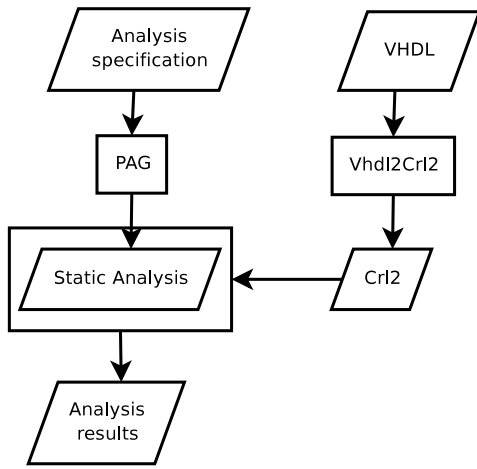 Analysis
specification
VHDL
PAG
Vhdl2Crl2
Static Analysis
Crl2
Analysis
results